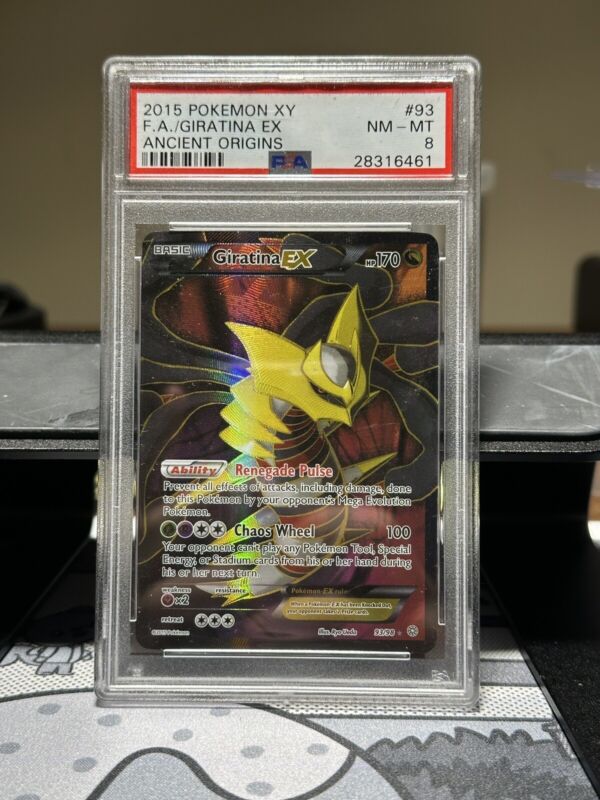 2015 POKEMON XY #93
F.A./GIRATINA EX NM - MT
ANCIENT ORIGINS 8
PSA 28316461
BASIC Giratina EX HP170
Ability Renegade Pulse
Prevent all effects of attacks, including damage, done
to this Pokémon by your opponent's Mega Evolution
Pokémon.
Chaos Wheel 100
Your opponent can't play any Pokémon Tool, Special
Energy, or Stadium cards from his or her hand during
his or her next turn.
weakness resistance
×2
Pokémon-EX rule
When a Pokémon-EX has been Knocked Out,
your opponent takes 2 Prize cards.
retreat
©2015 Pokémon Illus. Ryo Ueda 93/98